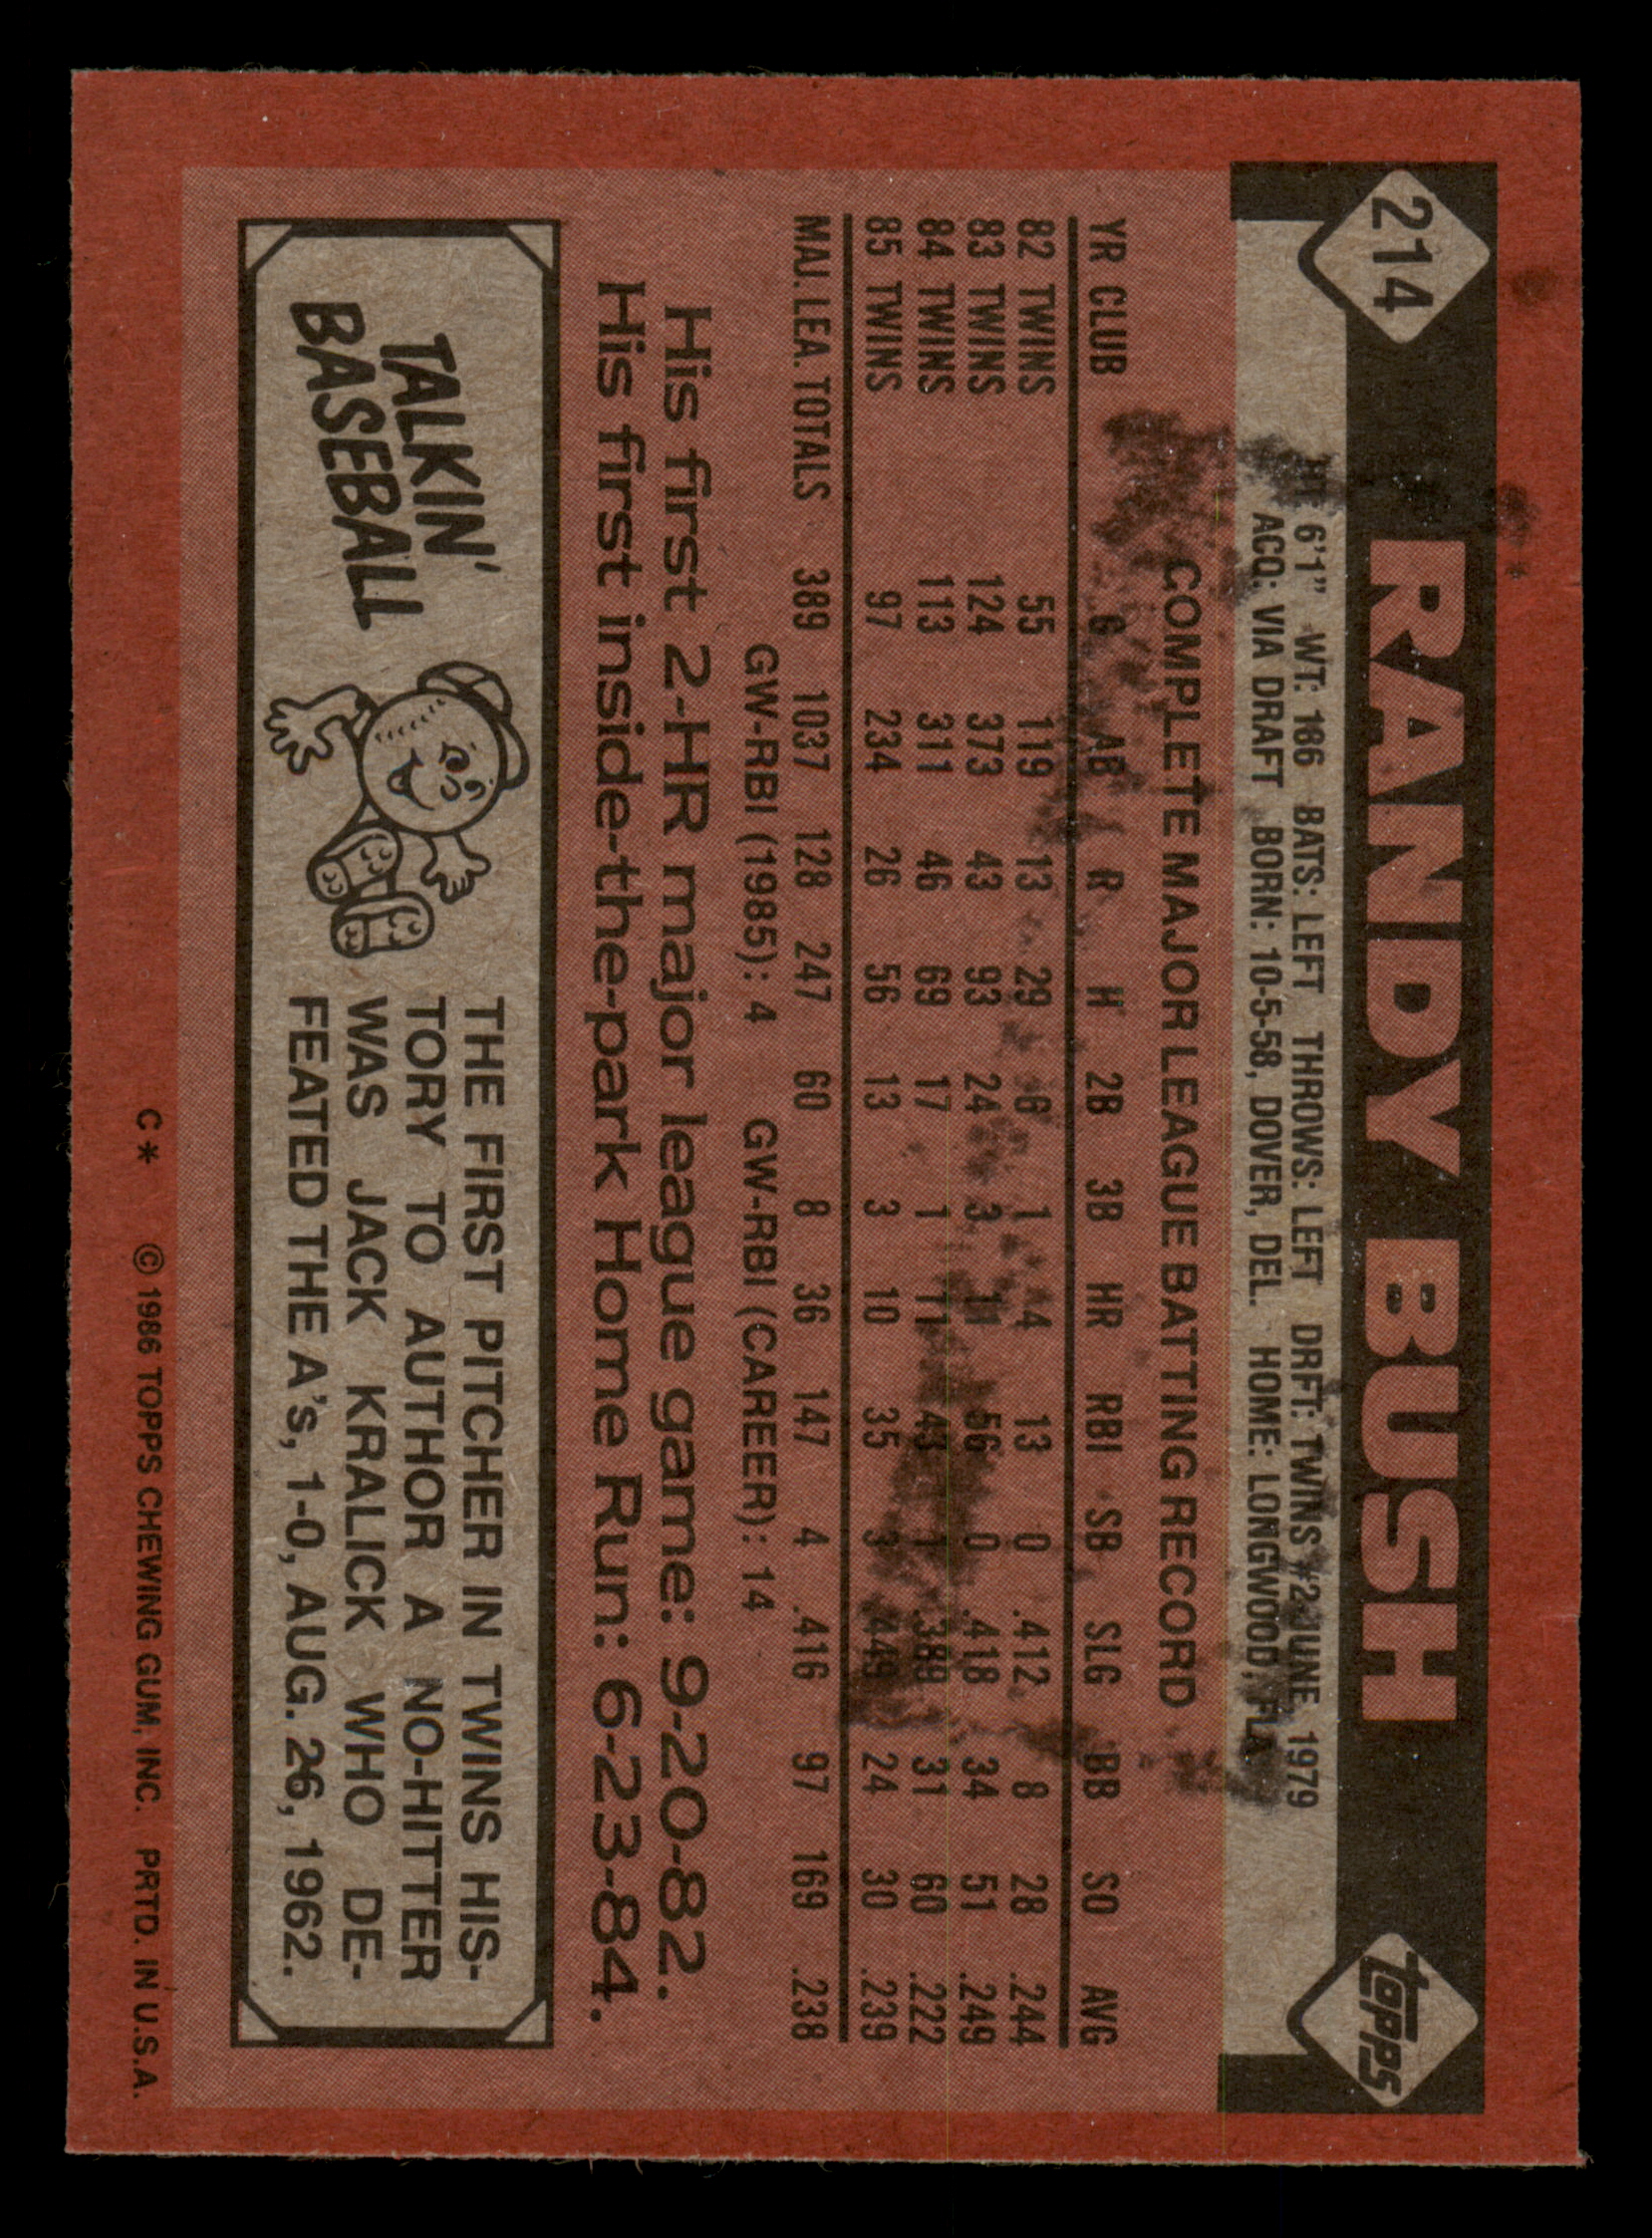 214 RANDY BUSH topps
HT: 6'1" WT: 186 BATS: LEFT THROWS: LEFT DRFT: TWINS #2-JUNE, 1979
ACQ: VIA DRAFT BORN: 10-5-58, DOVER, DEL. HOME: LONGWOOD, FLA.
COMPLETE MAJOR LEAGUE BATTING RECORD
YR CLUB G AB R H 2B 3B HR RBI SB SLG BB SO AVG
82 TWINS 55 119 13 29 6 1 4 13 0 .412 8 28 .244
83 TWINS 124 373 43 93 24 3 11 56 0 .418 34 51 .249
84 TWINS 113 311 46 69 17 1 11 43 1 .389 31 60 .222
85 TWINS 97 234 26 56 13 3 10 35 3 .449 24 30 .239
MAJ. LEA. TOTALS 389 1037 128 247 60 8 36 147 4 .416 97 169 .238
GW-RBI (1985): 4 GW-RBI (CAREER): 14
His first 2-HR major league game: 9-20-82.
His first inside-the-park Home Run: 6-23-84.
TALKIN'
BASEBALL
THE FIRST PITCHER IN TWINS HIS-
TORY TO AUTHOR A NO-HITTER
WAS JACK KRALICK WHO DE-
FEATED THE A's, 1-0, AUG. 26, 1962.
C* © 1986 TOPPS CHEWING GUM, INC. PRTD. IN U.S.A.